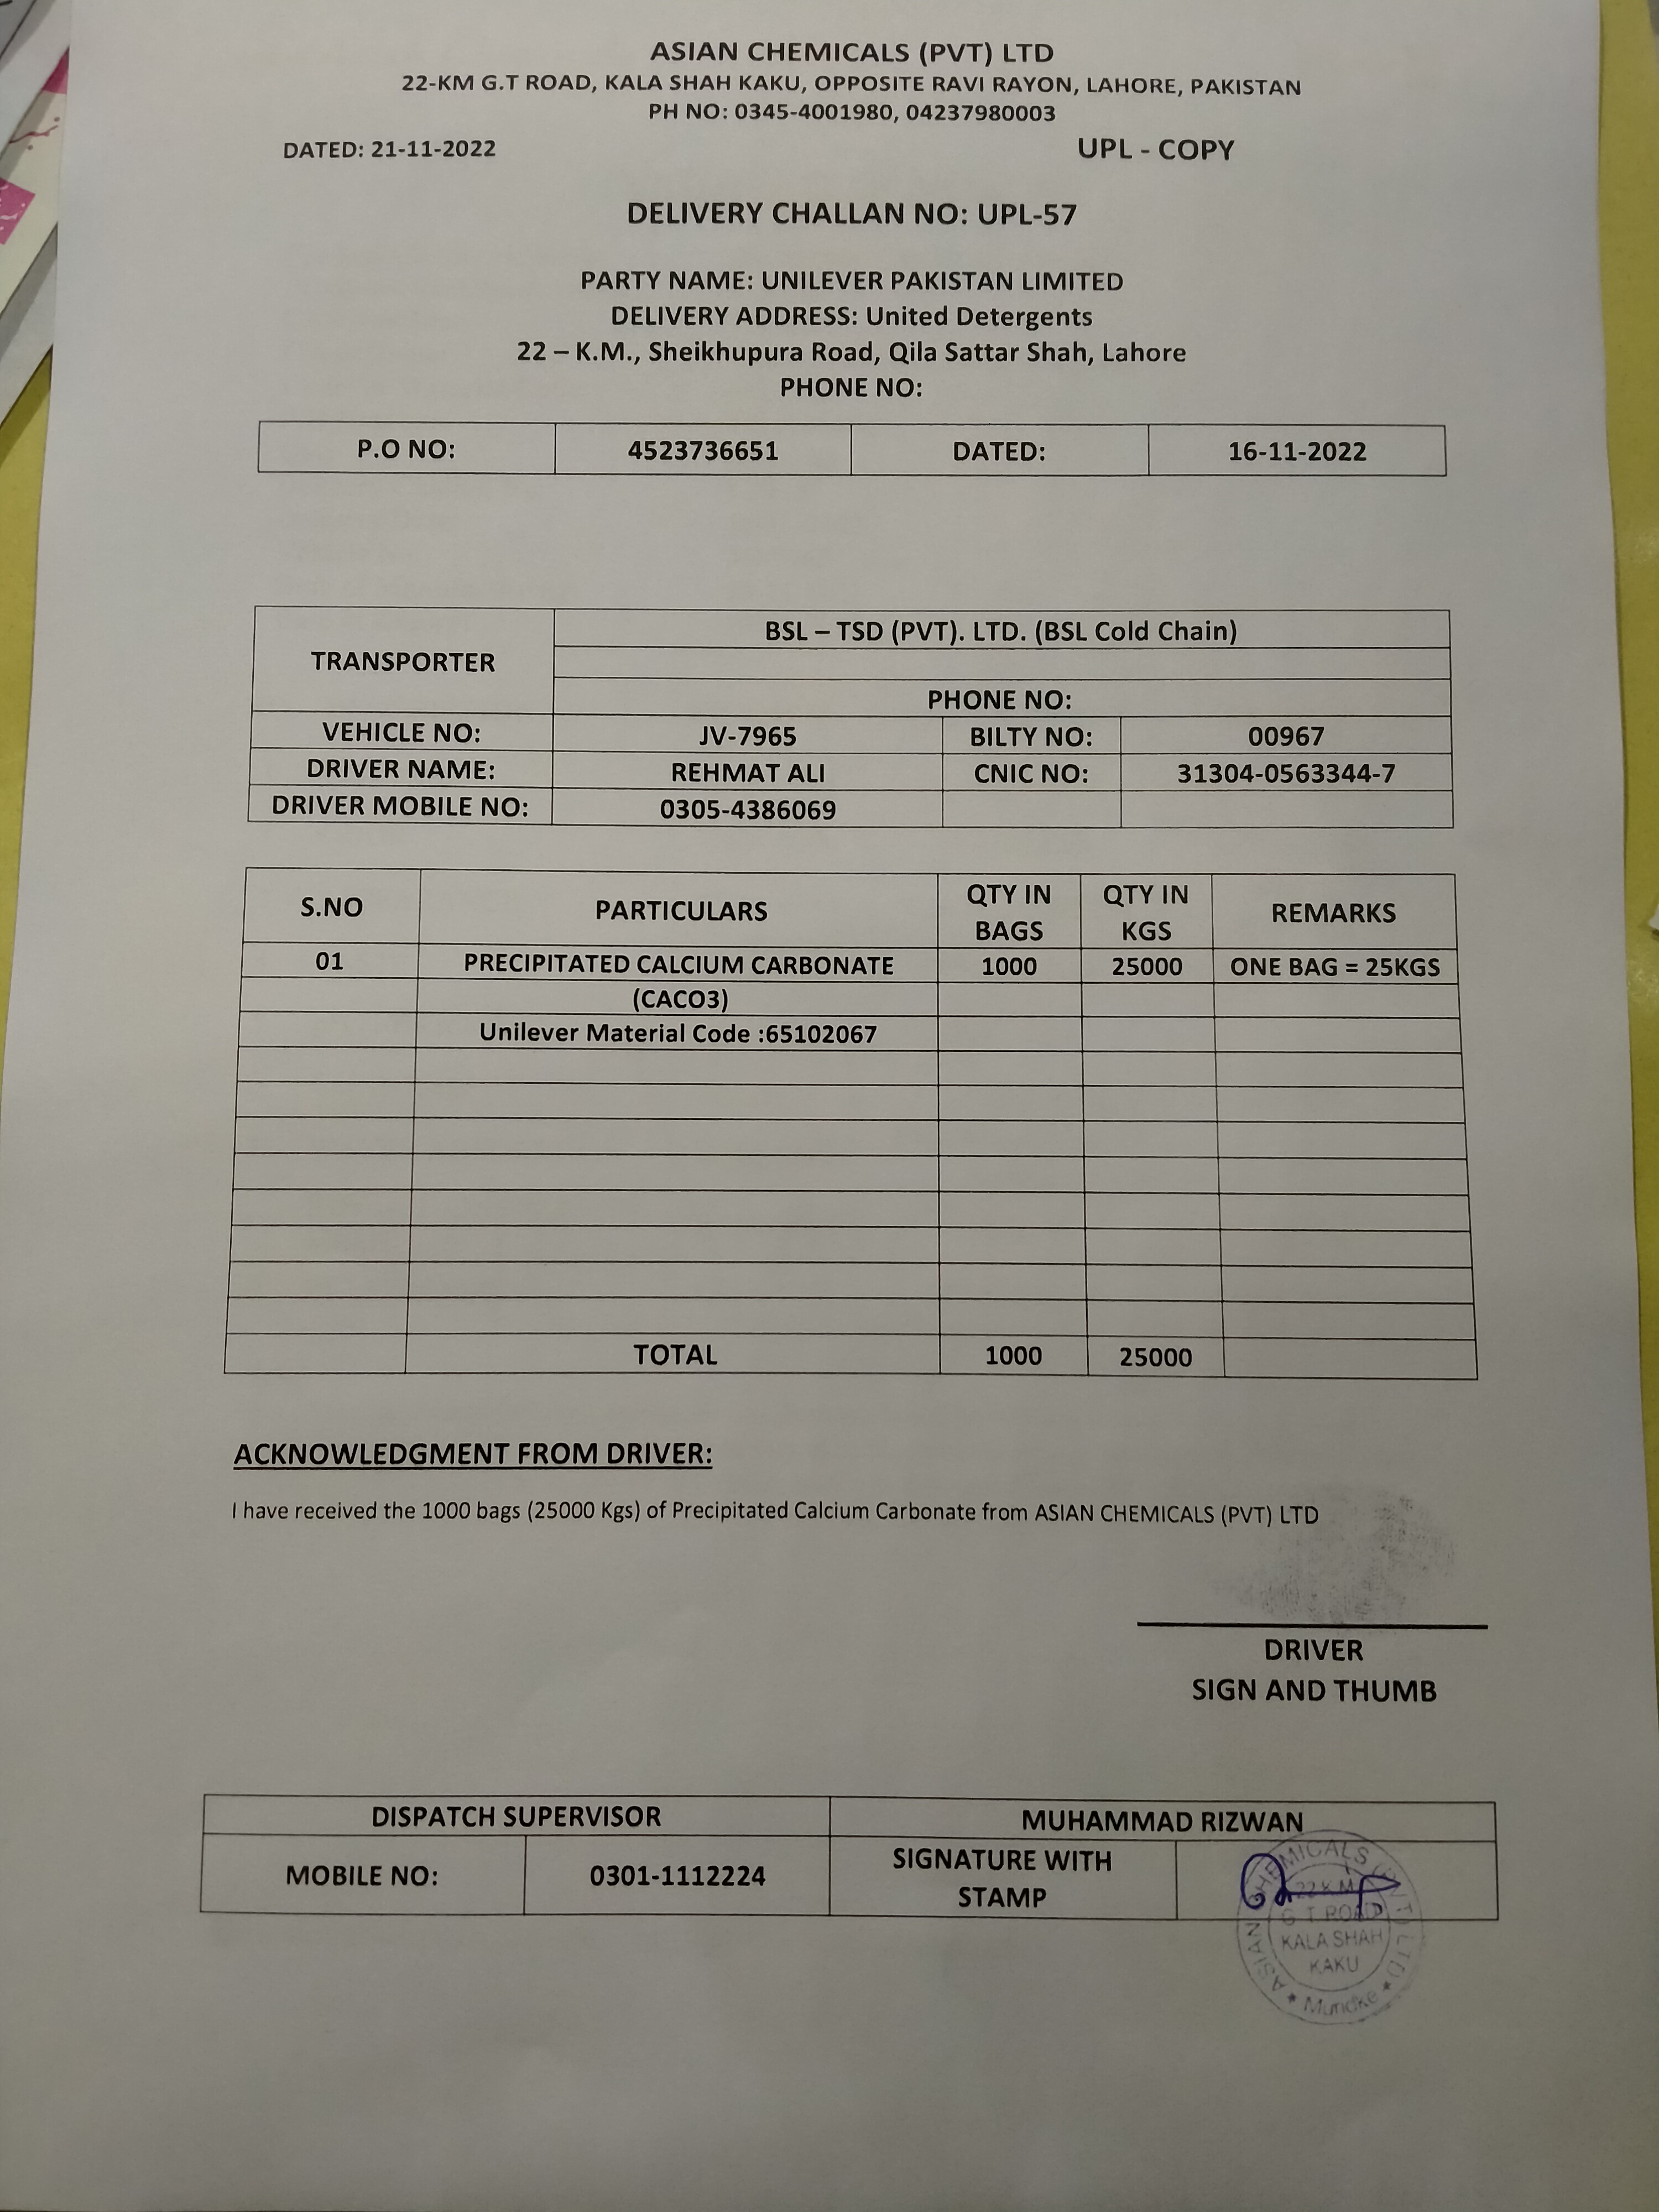 ASIAN CHEMICALS (PVT) LTD
22-KM G.T ROAD, KALA SHAH KAKU, OPPOSITE RAVI RAYON, LAHORE, PAKISTAN
PH NO: 0345-4001980, 04237980003
DATED: 21-11-2022 UPL - COPY
DELIVERY CHALLAN NO: UPL-57
PARTY NAME: UNILEVER PAKISTAN LIMITED
DELIVERY ADDRESS: United Detergents
22 – K.M., Sheikhupura Road, Qila Sattar Shah, Lahore
PHONE NO:
P.O NO: 4523736651 DATED: 16-11-2022
TRANSPORTER BSL – TSD (PVT). LTD. (BSL Cold Chain)
PHONE NO:
VEHICLE NO: JV-7965 BILTY NO: 00967
DRIVER NAME: REHMAT ALI CNIC NO: 31304-0563344-7
DRIVER MOBILE NO: 0305-4386069
S.NO PARTICULARS QTY IN BAGS QTY IN KGS REMARKS
01 PRECIPITATED CALCIUM CARBONATE 1000 25000 ONE BAG = 25KGS
(CACO3)
Unilever Material Code :65102067
TOTAL 1000 25000
ACKNOWLEDGMENT FROM DRIVER:
I have received the 1000 bags (25000 Kgs) of Precipitated Calcium Carbonate from ASIAN CHEMICALS (PVT) LTD
DRIVER
SIGN AND THUMB
DISPATCH SUPERVISOR MUHAMMAD RIZWAN
MOBILE NO: 0301-1112224 SIGNATURE WITH STAMP
ASIAN CHEMICALS (PVT) LTD
22 K.M
G T ROAD
KALA SHAH
KAKU
Muridke